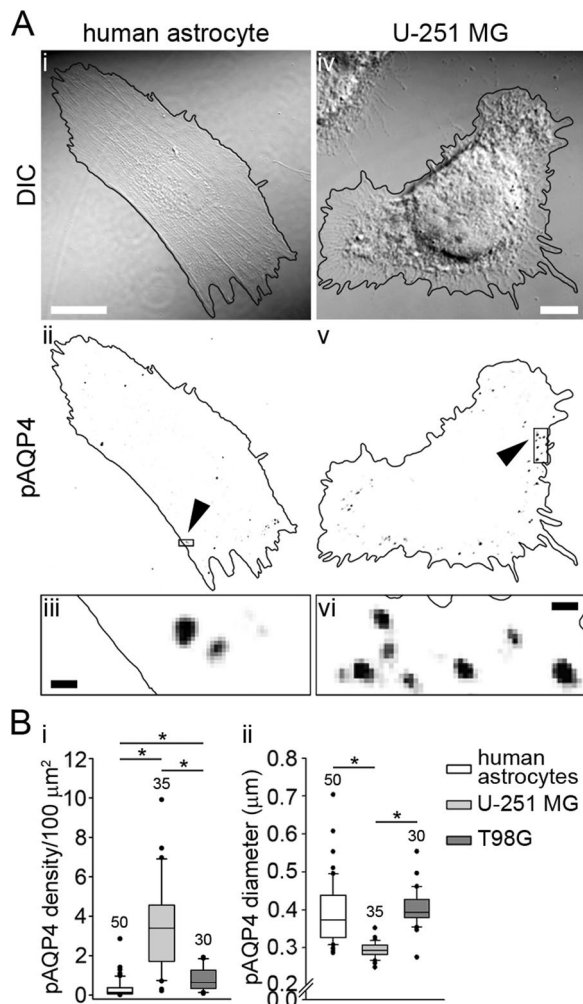 A
human astrocyte
U-251 MG
i
iv
DIC
ii
v
pAQP4
iii
vi
B
i
ii
pAQP4 density/100 μm²
12
10
8
6
4
2
0
50
35
30
*
*
*
pAQP4 diameter (μm)
0.8
0.7
0.6
0.5
0.4
0.3
0.2
0.0
50
35
30
*
*
human
astrocytes
U-251 MG
T98G